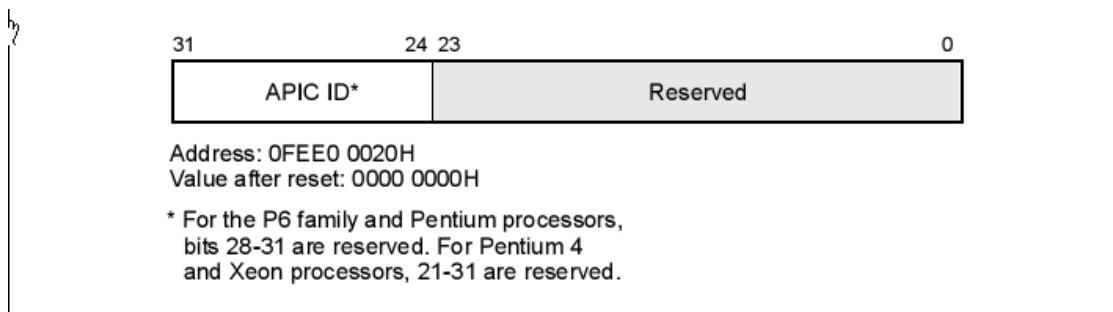 31 24 23 0
APIC ID* Reserved
Address: 0FEE0 0020H
Value after reset: 0000 0000H
* For the P6 family and Pentium processors,
bits 28-31 are reserved. For Pentium 4
and Xeon processors, 21-31 are reserved.